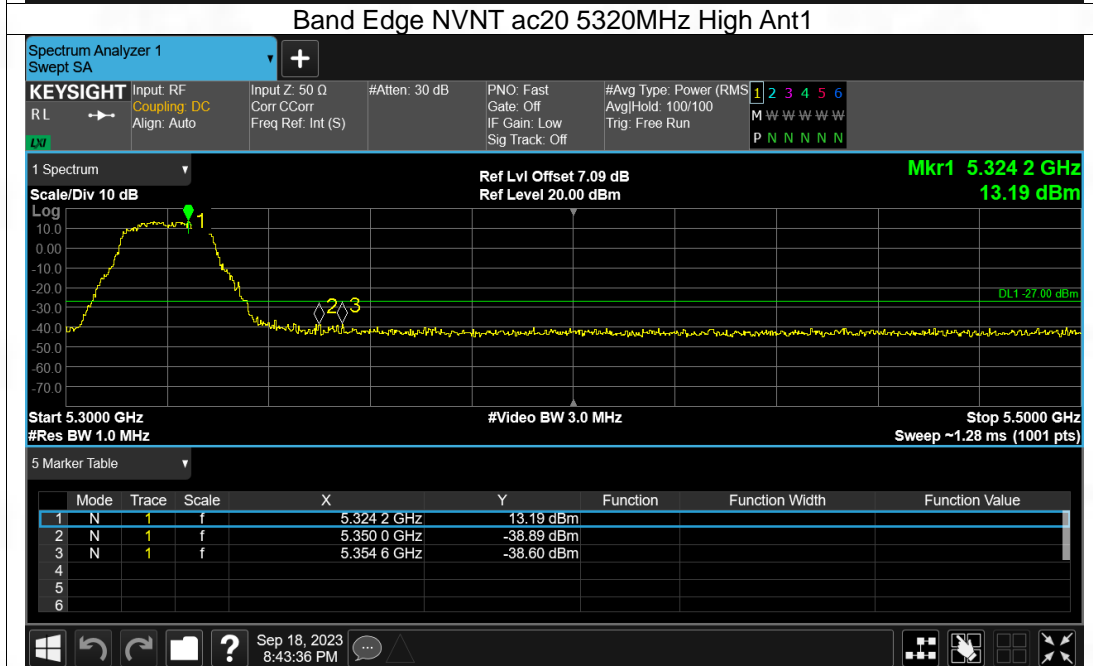 Band Edge NVNT ac20 5320MHz High Ant1
Spectrum Analyzer 1
Swept SA
+
KEYSIGHT Input: RF Input Z: 50 Ω #Atten: 30 dB PNO: Fast #Avg Type: Power (RMS 1 2 3 4 5 6
RL Coupling: DC Corr CCorr Gate: Off Avg|Hold: 100/100 M W W W W W W
Align: Auto Freq Ref: Int (S) IF Gain: Low Trig: Free Run
LXI Sig Track: Off P N N N N N N
1 Spectrum Ref Lvl Offset 7.09 dB Mkr1 5.324 2 GHz
Scale/Div 10 dB Ref Level 20.00 dBm 13.19 dBm
Log
1
10.0
0.00
-10.0
-20.0
DL1 -27.00 dBm
-30.0
2 3
-40.0
-50.0
-60.0
-70.0
Start 5.3000 GHz #Video BW 3.0 MHz Stop 5.5000 GHz
#Res BW 1.0 MHz Sweep ~1.28 ms (1001 pts)
5 Marker Table
Mode Trace Scale X Y Function Function Width Function Value
1 N 1 f 5.324 2 GHz 13.19 dBm
2 N 1 f 5.350 0 GHz -38.89 dBm
3 N 1 f 5.354 6 GHz -38.60 dBm
4
5
6
? Sep 18, 2023
8:43:36 PM